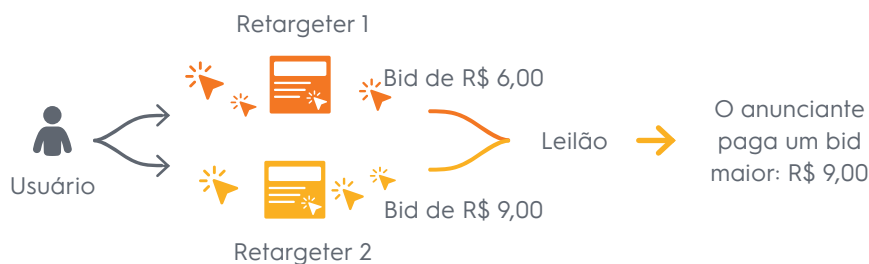 Retargeter 1
Bid de R$ 6,00
Usuário
Bid de R$ 9,00
Retargeter 2
Leilão
O anunciante
paga um bid
maior: R$ 9,00